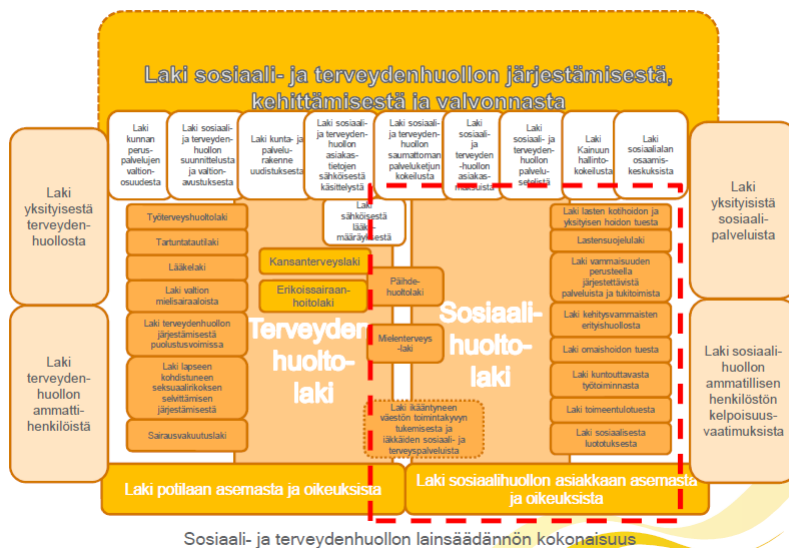 Laki sosiaali- ja terveydenhuollon järjestämisestä,
kehittämisestä ja valvonnasta
Laki
kunnan
perus-
palvelujen
valtion-
osuudesta
Laki sosiaali-
ja terveyden-
huollon
suunnittelusta
ja valtion-
avustuksesta
Laki kunta- ja
palvelu-
rakenne
uudistuksesta
Laki sosiaali-
ja terveyden-
huollon
asiakas-
tietojen
sähköisestä
käsittelystä
Laki sosiaali-
ja terveyden-
huollon
saumattoman
palveluketjun
kokeilusta
Laki
sosiaali-
ja
terveyden
-huollon
asiakas-
maksuista
Laki
sosiaali- ja
terveyden-
huollon
palvelu-
setelistä
Laki
Kainuun
hallinto-
kokeilusta
Laki
sosiaalialan
osaamis-
keskuksista
Laki
yksityisestä
terveyden-
huollosta
Laki
terveyden-
huollon
ammatti-
henkilöistä
Työterveyshuoltolaki
Tartuntatautilaki
Lääkelaki
Laki valtion
mielisairaaloista
Laki terveydenhuollon
järjestämisestä
puolustusvoimissa
Laki lapseen
kohdistuneen
seksuaalirikoksen
selvittämisen
järjestämisestä
Sairausvakuutuslaki
Laki
sähköisestä
lääke-
määräyksestä
Kansanterveyslaki
Erikoissairaan-
hoitolaki
Terveyden
huolto-
laki
Päihde-
huoltolaki
Mielenterveys
-laki
Laki ikääntyneen
väestön toimintakyvyn
tukemisesta ja
iäkkäiden sosiaali- ja
terveyspalveluista
Sosiaali-
huolto-
laki
Laki lasten kotihoidon ja
yksityisen hoidon tuesta
Lastensuojelulaki
Laki vammaisuuden
perusteella
järjestettävistä
palveluista ja tukitoimista
Laki kehitysvammaisten
erityishuollosta
Laki omaishoidon tuesta
Laki kuntouttavasta
työtoiminnasta
Laki toimeentulotuesta
Laki sosiaalisesta
luototuksesta
Laki
yksityisistä
sosiaali-
palveluista
Laki sosiaali-
huollon
ammatillisen
henkilöstön
kelpoisuus-
vaatimuksista
Laki potilaan asemasta ja oikeuksista
Laki sosiaalihuollon asiakkaan asemasta
ja oikeuksista
Sosiaali- ja terveydenhuollon lainsäädännön kokonaisuus